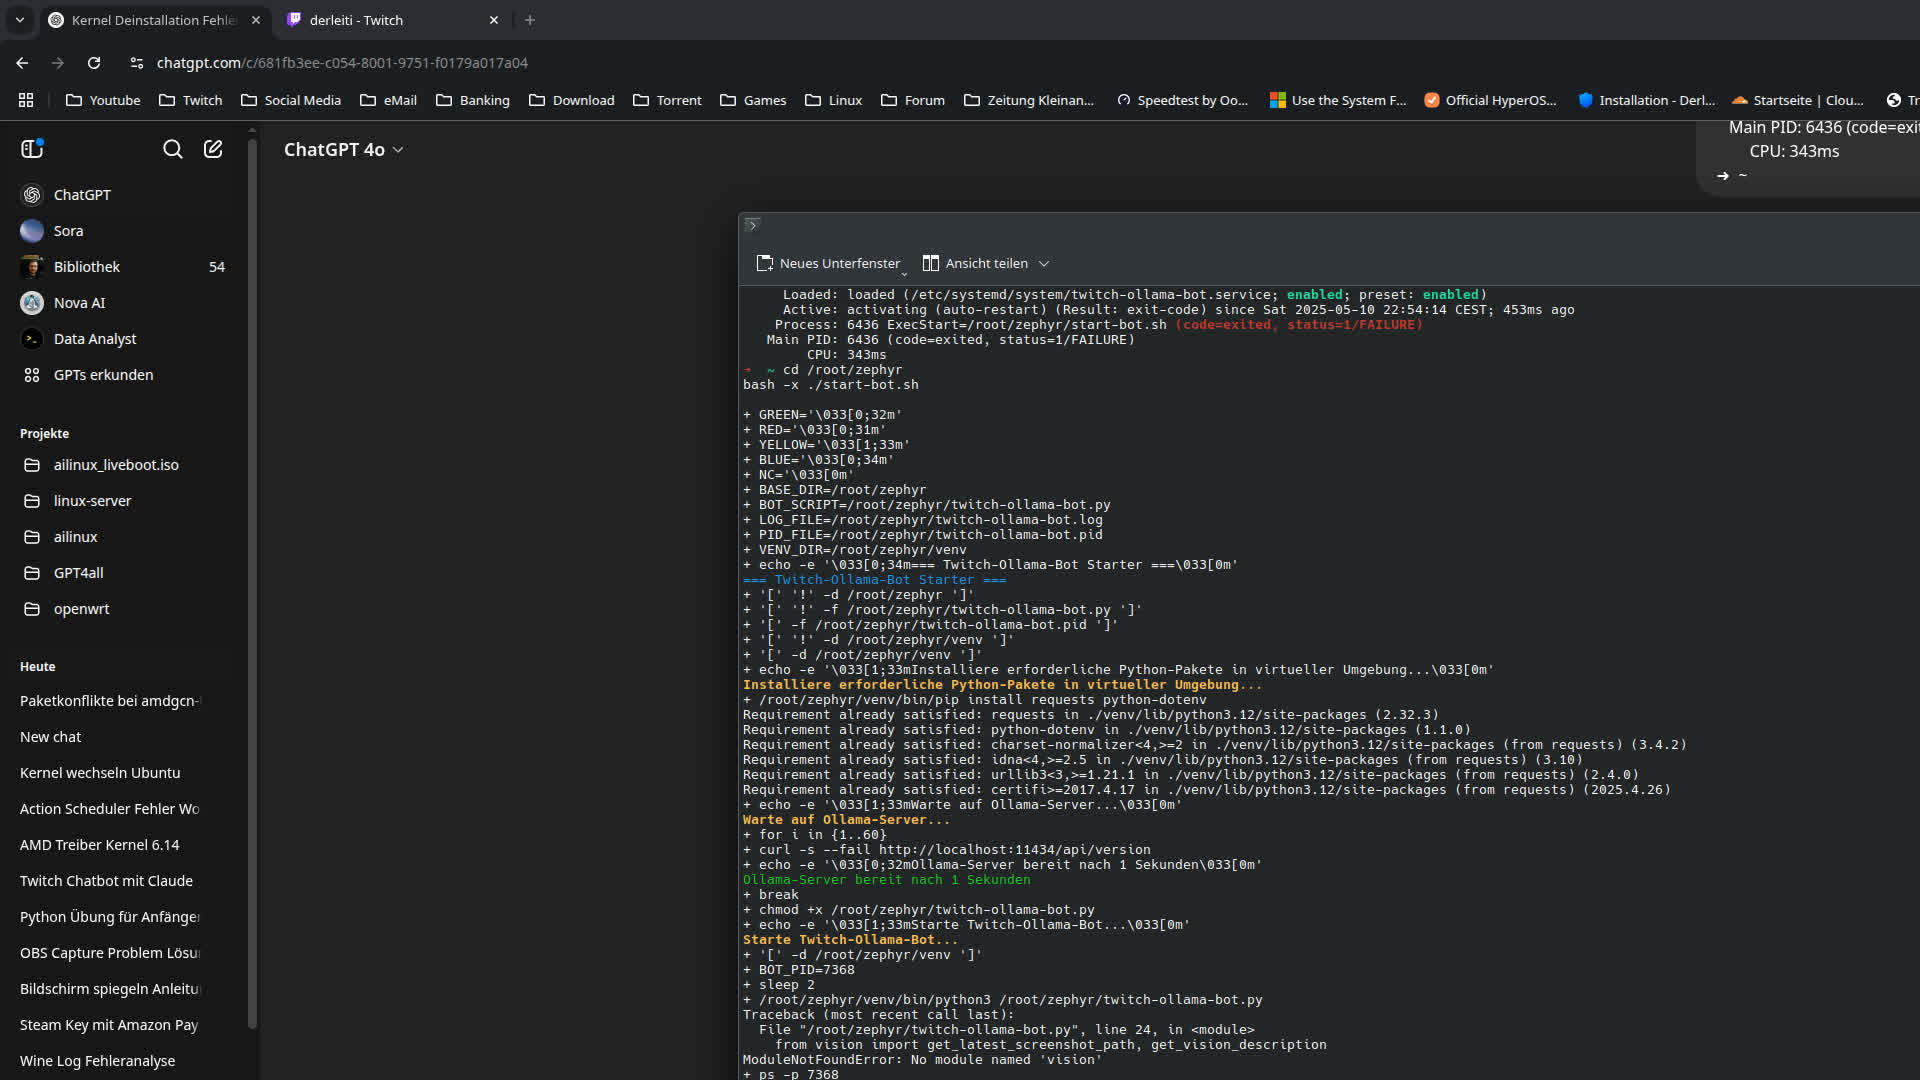 Kernel Deinstallation Fehle
derleiti - Twitch
chatgpt.com/c/681fb3ee-c054-8001-9751-f0179a017a04
Youtube
Twitch
Social Media
eMail
Banking
Download
Torrent
Games
Linux
Forum
Zeitung Kleinan...
Speedtest by Oo...
Use the System F...
Official HyperOS...
Installation - Derl...
Startseite | Clou...
Tr
ChatGPT 4o
ChatGPT
Sora
Bibliothek 54
Nova AI
Data Analyst
GPTs erkunden
Projekte
ailinux_liveboot.iso
linux-server
ailinux
GPT4all
openwrt
Heute
Paketkonflikte bei amdgcn-
New chat
Kernel wechseln Ubuntu
Action Scheduler Fehler Wo
AMD Treiber Kernel 6.14
Twitch Chatbot mit Claude
Python Übung für Anfänger
OBS Capture Problem Lösu
Bildschirm spiegeln Anleitu
Steam Key mit Amazon Pay
Wine Log Fehleranalyse
Main PID: 6436 (code=exit
CPU: 343ms
➜ ~
Neues Unterfenster
Ansicht teilen
Loaded: loaded (/etc/systemd/system/twitch-ollama-bot.service; enabled; preset: enabled)
Active: activating (auto-restart) (Result: exit-code) since Sat 2025-05-10 22:54:14 CEST; 453ms ago
Process: 6436 ExecStart=/root/zephyr/start-bot.sh (code=exited, status=1/FAILURE)
Main PID: 6436 (code=exited, status=1/FAILURE)
CPU: 343ms
➜ ~ cd /root/zephyr
bash -x ./start-bot.sh
+ GREEN='\033[0;32m'
+ RED='\033[0;31m'
+ YELLOW='\033[1;33m'
+ BLUE='\033[0;34m'
+ NC='\033[0m'
+ BASE_DIR=/root/zephyr
+ BOT_SCRIPT=/root/zephyr/twitch-ollama-bot.py
+ LOG_FILE=/root/zephyr/twitch-ollama-bot.log
+ PID_FILE=/root/zephyr/twitch-ollama-bot.pid
+ VENV_DIR=/root/zephyr/venv
+ echo -e '\033[0;34m=== Twitch-Ollama-Bot Starter ===\033[0m'
=== Twitch-Ollama-Bot Starter ===
+ '[' '!' -d /root/zephyr ']'
+ '[' '!' -f /root/zephyr/twitch-ollama-bot.py ']'
+ '[' -f /root/zephyr/twitch-ollama-bot.pid ']'
+ '[' '!' -d /root/zephyr/venv ']'
+ '[' -d /root/zephyr/venv ']'
+ echo -e '\033[1;33mInstalliere erforderliche Python-Pakete in virtueller Umgebung...\033[0m'
Installiere erforderliche Python-Pakete in virtueller Umgebung...
+ /root/zephyr/venv/bin/pip install requests python-dotenv
Requirement already satisfied: requests in ./venv/lib/python3.12/site-packages (2.32.3)
Requirement already satisfied: python-dotenv in ./venv/lib/python3.12/site-packages (1.1.0)
Requirement already satisfied: charset-normalizer<4,>=2 in ./venv/lib/python3.12/site-packages (from requests) (3.4.2)
Requirement already satisfied: idna<4,>=2.5 in ./venv/lib/python3.12/site-packages (from requests) (3.10)
Requirement already satisfied: urllib3<3,>=1.21.1 in ./venv/lib/python3.12/site-packages (from requests) (2.4.0)
Requirement already satisfied: certifi>=2017.4.17 in ./venv/lib/python3.12/site-packages (from requests) (2025.4.26)
+ echo -e '\033[1;33mWarte auf Ollama-Server...\033[0m'
Warte auf Ollama-Server...
+ for i in {1..60}
+ curl -s --fail http://localhost:11434/api/version
+ echo -e '\033[0;32mOllama-Server bereit nach 1 Sekunden\033[0m'
Ollama-Server bereit nach 1 Sekunden
+ break
+ chmod +x /root/zephyr/twitch-ollama-bot.py
+ echo -e '\033[1;33mStarte Twitch-Ollama-Bot...\033[0m'
Starte Twitch-Ollama-Bot...
+ '[' -d /root/zephyr/venv ']'
+ BOT_PID=7368
+ sleep 2
+ /root/zephyr/venv/bin/python3 /root/zephyr/twitch-ollama-bot.py
Traceback (most recent call last):
File "/root/zephyr/twitch-ollama-bot.py", line 24, in <module>
from vision import get_latest_screenshot_path, get_vision_description
ModuleNotFoundError: No module named 'vision'
+ ps -p 7368